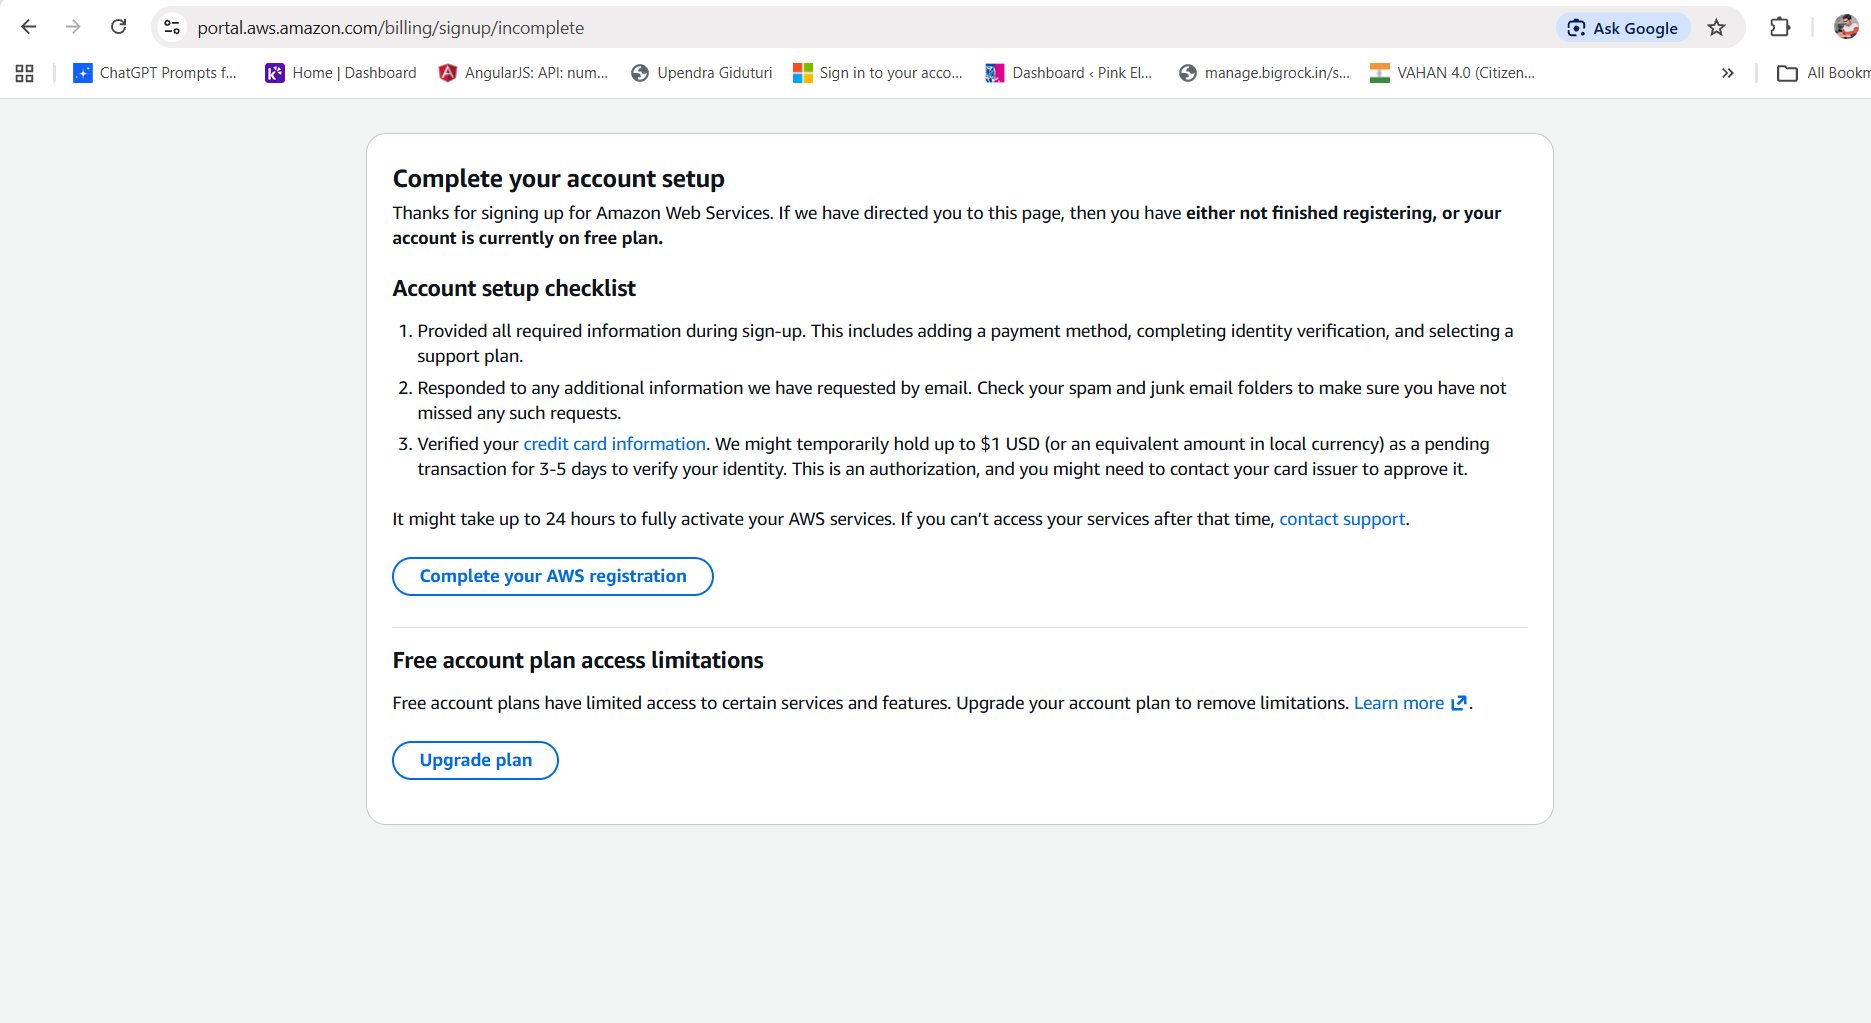 portal.aws.amazon.com/billing/signup/incomplete
Ask Google
ChatGPT Prompts f...
Home | Dashboard
AngularJS: API: num...
Upendra Giduturi
Sign in to your acco...
Dashboard ‹ Pink El...
manage.bigrock.in/s...
VAHAN 4.0 (Citizen...
»
All Bookm
Complete your account setup
Thanks for signing up for Amazon Web Services. If we have directed you to this page, then you have either not finished registering, or your
account is currently on free plan.
Account setup checklist
1. Provided all required information during sign-up. This includes adding a payment method, completing identity verification, and selecting a
support plan.
2. Responded to any additional information we have requested by email. Check your spam and junk email folders to make sure you have not
missed any such requests.
3. Verified your credit card information. We might temporarily hold up to $1 USD (or an equivalent amount in local currency) as a pending
transaction for 3-5 days to verify your identity. This is an authorization, and you might need to contact your card issuer to approve it.
It might take up to 24 hours to fully activate your AWS services. If you can’t access your services after that time, contact support.
Complete your AWS registration
Free account plan access limitations
Free account plans have limited access to certain services and features. Upgrade your account plan to remove limitations. Learn more.
Upgrade plan